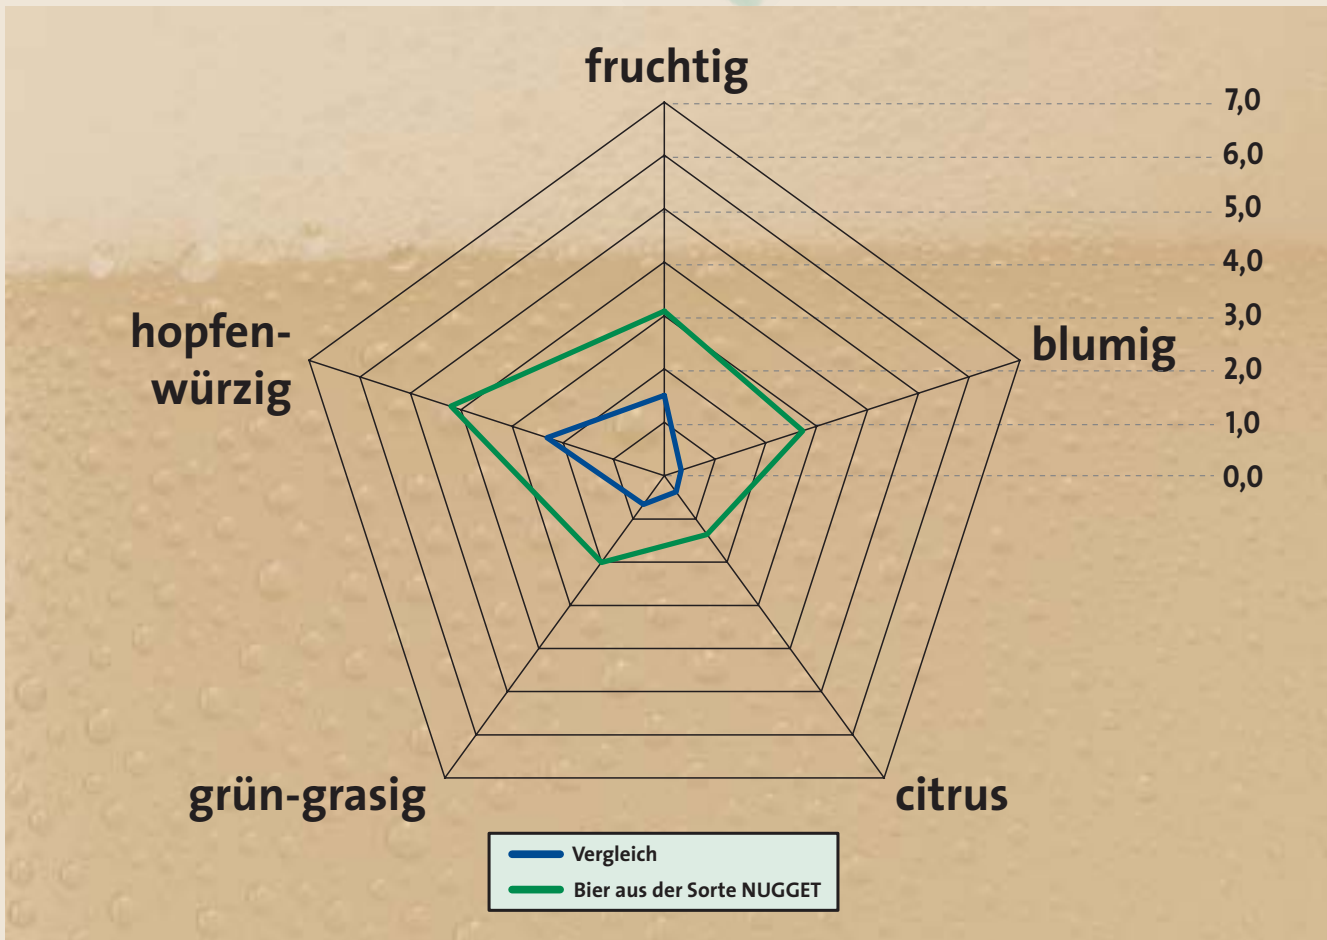 fruchtig
7,0
6,0
5,0
4,0
3,0
2,0
1,0
0,0
hopfen-
würzig
blumig
grün-grasig
citrus
Vergleich
Bier aus der Sorte NUGGET